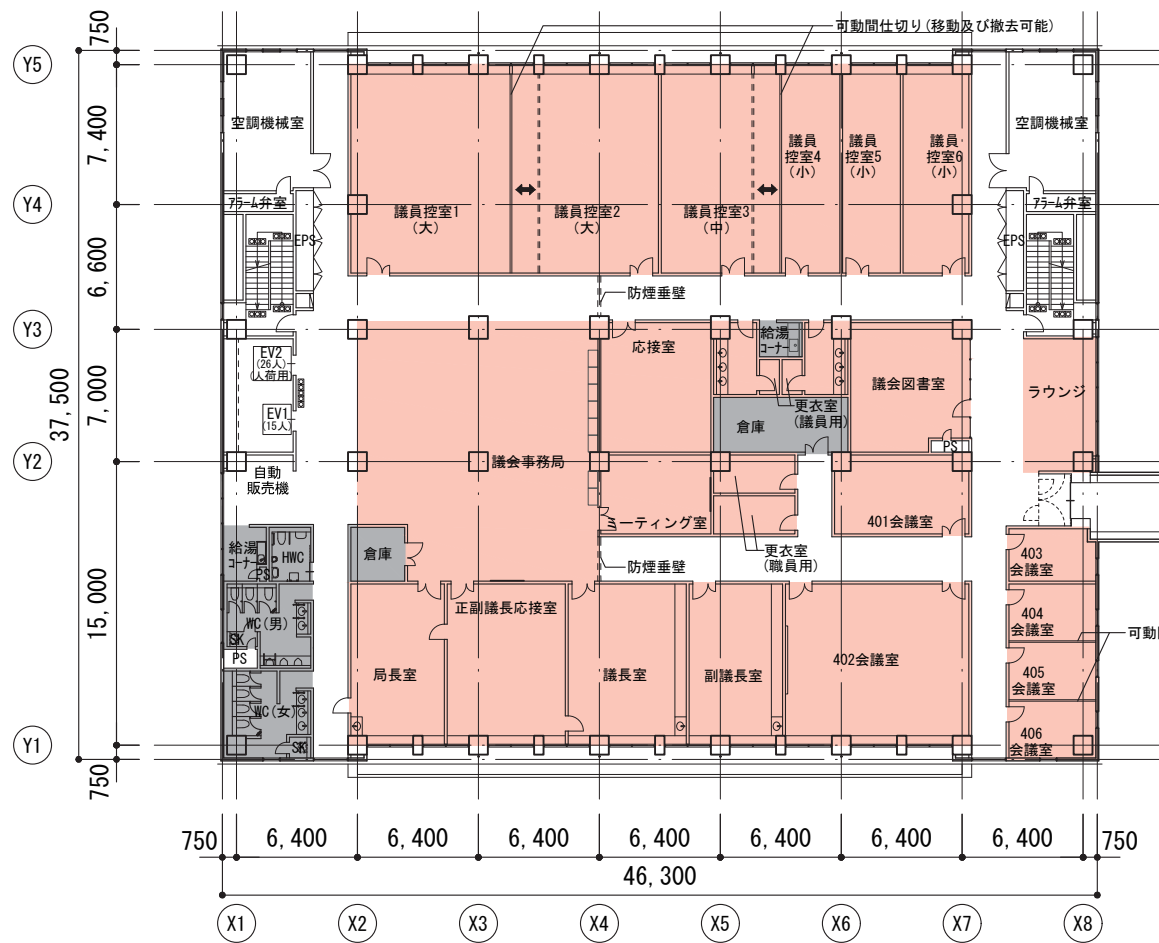 可動間仕切り(移動及び撤去可能)
750
Y5
空調機械室
空調機械室
議員
控室4
(小)
議員
控室5
(小)
議員
控室6
(小)
7,400
アラーム弁室
アラーム弁室
Y4
議員控室1
(大)
議員控室2
(大)
議員控室3
(中)
EPS
EPS
6,600
防煙垂壁
Y3
給湯
コーナー
応接室
EV2
(26人)
(人荷用)
議会図書室
ラウンジ
更衣室
(議員用)
EV1
(15人)
倉庫
7,000
37,500
PS
Y2
議会事務局
自動
販売機
ミーティング室
401会議室
給湯
コーナー
HWC
PS
倉庫
更衣室
(職員用)
403
会議室
防煙垂壁
正副議長応接室
404
会議室
WC(男)
SK
PS
可動間
15,000
402会議室
局長室
議長室
副議長室
405
会議室
WC(女)
SK
406
会議室
Y1
750
750
6,400
6,400
6,400
6,400
6,400
6,400
6,400
750
46,300
X1
X2
X3
X4
X5
X6
X7
X8